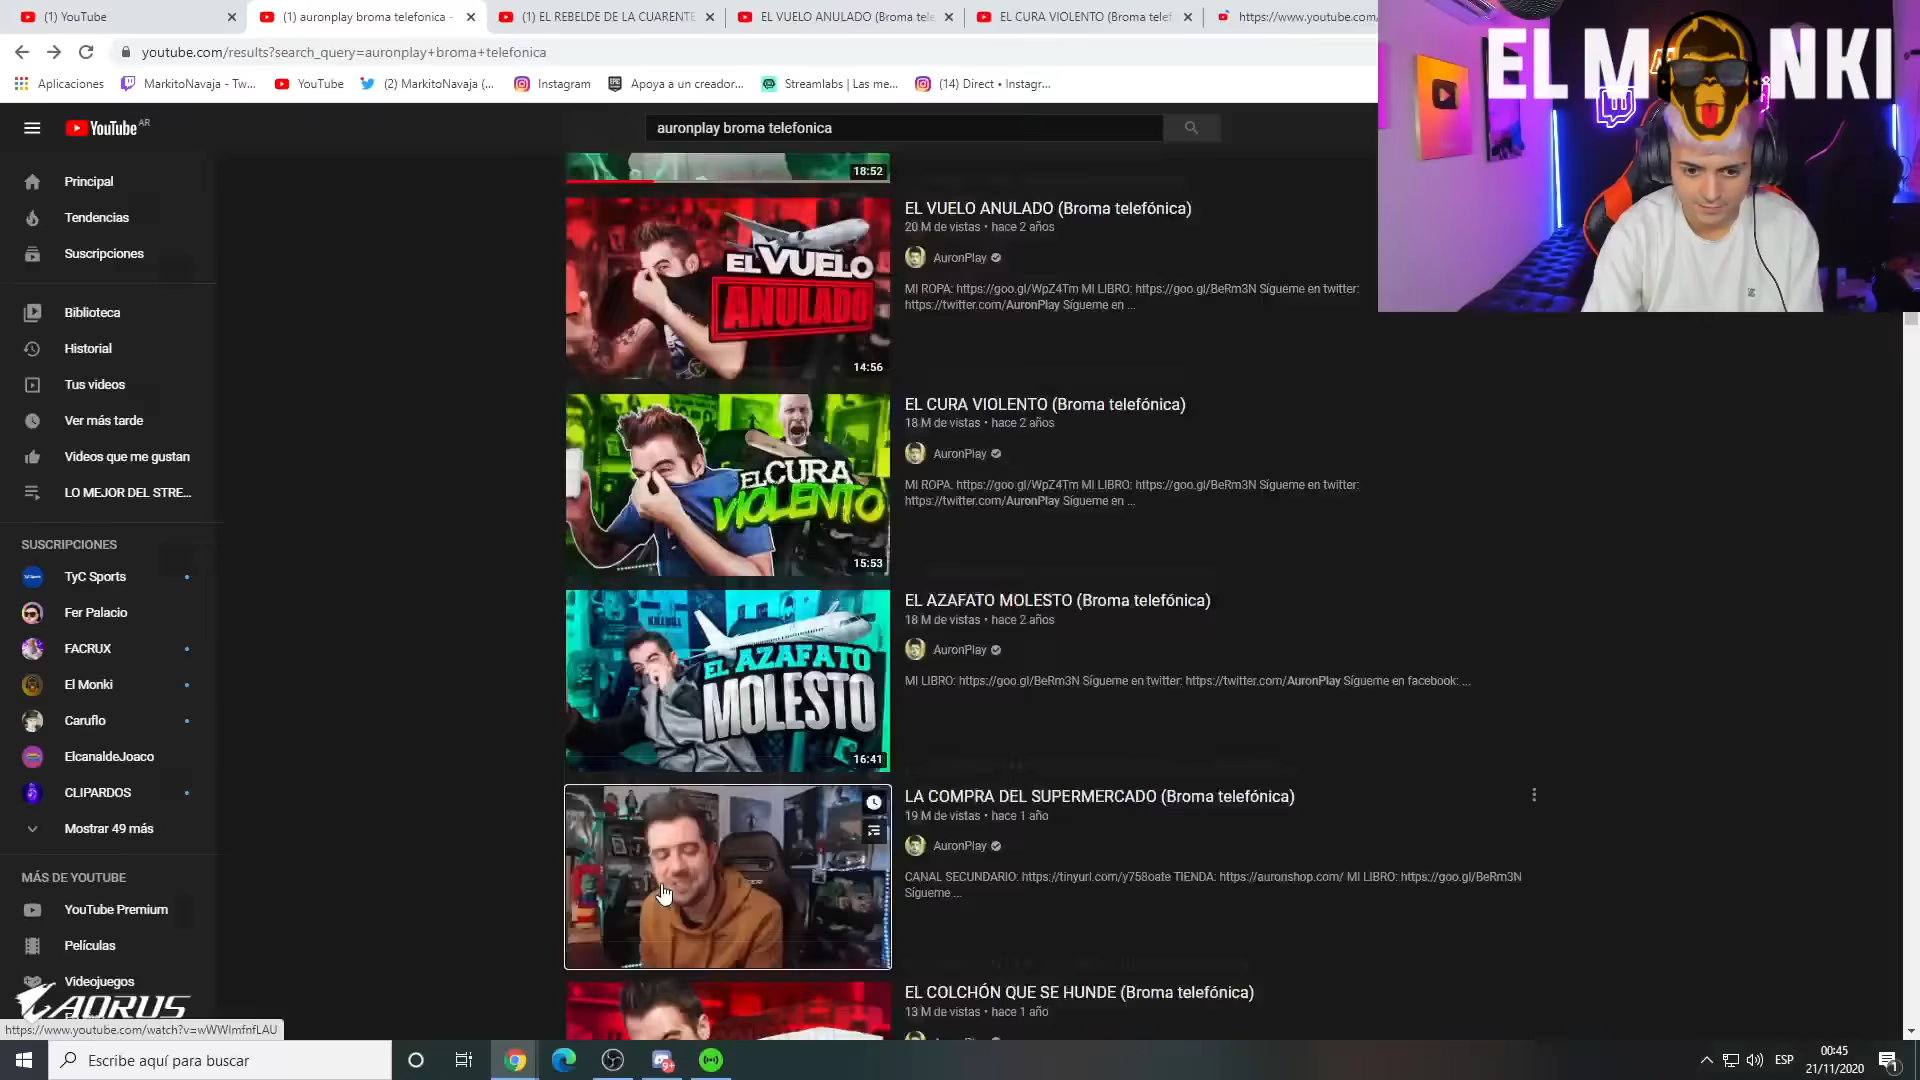 (1) YouTube
(1) auronplay broma telefonica -
(1) EL REBELDE DE LA CUARENTE
EL VUELO ANULADO (Broma tele
EL CURA VIOLENTO (Broma telef
https://www.youtube.com/
youtube.com/results?search_query=auronplay+broma+telefonica
Aplicaciones
MarkitoNavaja - Tw...
YouTube
(2) MarkitoNavaja (...
Instagram
Apoya a un creador...
Streamlabs | Las me...
(14) Direct • Instagr...
EL M NKI
YouTube AR
auronplay broma telefonica
Principal
Tendencias
Suscripciones
Biblioteca
Historial
Tus videos
Ver más tarde
Videos que me gustan
LO MEJOR DEL STRE...
SUSCRIPCIONES
TyC Sports
Fer Palacio
FACRUX
El Monki
Caruflo
ElcanaldeJoaco
CLIPARDOS
Mostrar 49 más
MÁS DE YOUTUBE
YouTube Premium
Películas
Videojuegos
AORUS
https://www.youtube.com/watch?v=wWWImfnfLAU
18:52
EL VUELO
ANULADO
14:56
EL VUELO ANULADO (Broma telefónica)
20 M de vistas • hace 2 años
AuronPlay
MI ROPA: https://goo.gl/WpZ4Tm MI LIBRO: https://goo.gl/BeRm3N Sígueme en twitter:
https://twitter.com/AuronPlay Sígueme en ...
EL CURA
VIOLENTO
15:53
EL CURA VIOLENTO (Broma telefónica)
18 M de vistas • hace 2 años
AuronPlay
MI ROPA. https://goo.gl/WpZ4Tm MI LIBRO: https://goo.gl/BeRm3N Sígueme en twitter:
https://twitter.com/AuronPlay Sígueme en ...
KILL BILL
EL AZAFATO
MOLESTO
16:41
EL AZAFATO MOLESTO (Broma telefónica)
18 M de vistas • hace 2 años
AuronPlay
MI LIBRO: https://goo.gl/BeRm3N Sígueme en twitter: https://twitter.com/AuronPlay Sígueme en facebook: ...
LA COMPRA DEL SUPERMERCADO (Broma telefónica)
19 M de vistas • hace 1 año
AuronPlay
CANAL SECUNDARIO: https://tinyurl.com/y758oate TIENDA: https://auronshop.com/ MI LIBRO: https://goo.gl/BeRm3N
Sígueme ...
EL COLCHÓN QUE SE HUNDE (Broma telefónica)
13 M de vistas • hace 1 año
Escribe aquí para buscar
9+
ESP
00:45
21/11/2020
1